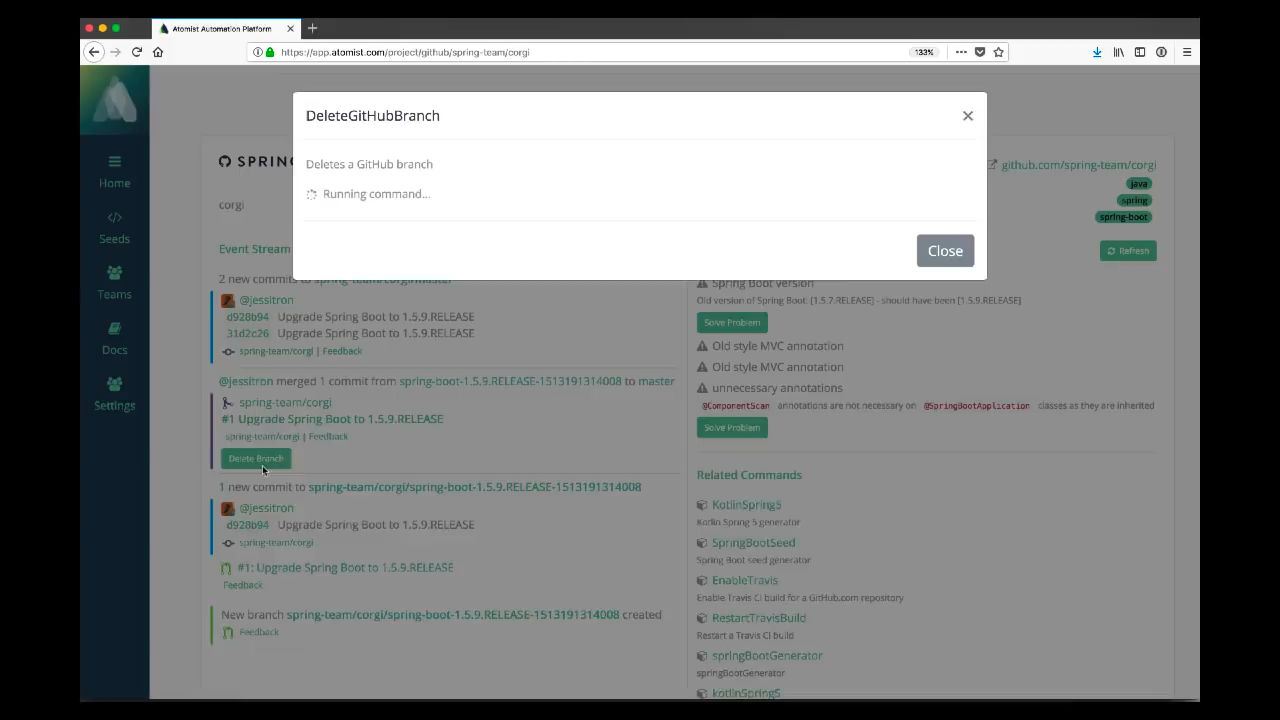 Atomist Automation Platform
https://app.atomist.com/project/github/spring-team/corgi
133%
Home
Seeds
Teams
Docs
Settings
DeleteGitHubBranch
Deletes a GitHub branch
Running command...
Close
SPRING
corgi
Event Stream
2 new commits to spring-team/corgi/master
@jessitron
d928b94 Upgrade Spring Boot to 1.5.9.RELEASE
31d2c26 Upgrade Spring Boot to 1.5.9.RELEASE
spring-team/corgi | Feedback
@jessitron merged 1 commit from spring-boot-1.5.9.RELEASE-1513191314008 to master
spring-team/corgi
#1 Upgrade Spring Boot to 1.5.9.RELEASE
spring-team/corgi | Feedback
Delete Branch
1 new commit to spring-team/corgi/spring-boot-1.5.9.RELEASE-1513191314008
@jessitron
d928b94 Upgrade Spring Boot to 1.5.9.RELEASE
spring-team/corgi
#1: Upgrade Spring Boot to 1.5.9.RELEASE
Feedback
New branch spring-team/corgi/spring-boot-1.5.9.RELEASE-1513191314008 created
Feedback
github.com/spring-team/corgi
java
spring
spring-boot
Refresh
Spring Boot version
Old version of Spring Boot: [1.5.7.RELEASE] - should have been [1.5.9.RELEASE]
Solve Problem
Old style MVC annotation
Old style MVC annotation
unnecessary annotations
@ComponentScan annotations are not necessary on @SpringBootApplication classes as they are inherited
Solve Problem
Related Commands
KotlinSpring5
Kotlin Spring 5 generator
SpringBootSeed
Spring Boot seed generator
EnableTravis
Enable Travis CI build for a GitHub.com repository
RestartTravisBuild
Restart a Travis CI build
springBootGenerator
springBootGenerator
kotlinSpring5